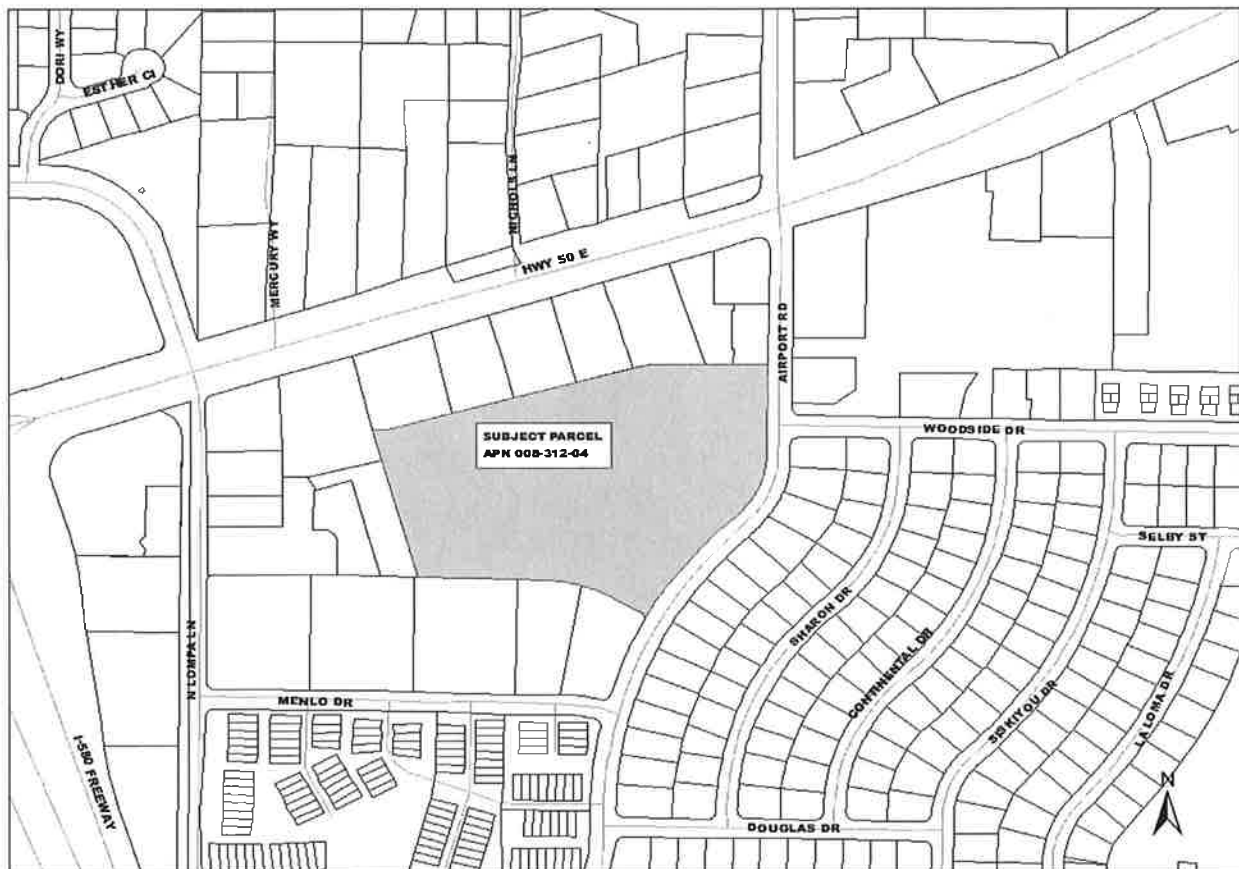 DORI WY
ESTHER CI
NICHOLS LN
MERCURY WY
HWY 50 E
AIRPORT RD
SUBJECT PARCEL
APN 008-312-04
WOODSIDE DR
SELBY ST
SHARON DR
CONTINENTAL DR
SISKIYOU DR
LA LOMA DR
N LOMPA LN
MENLO DR
I-580 FREEWAY
DOUGLAS DR
N